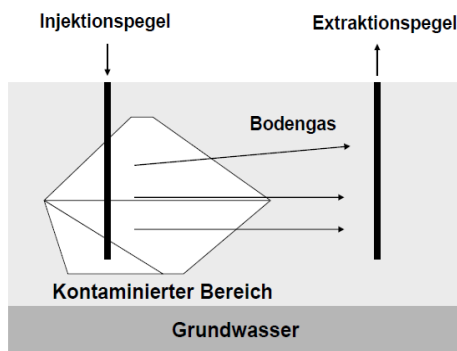 Injektionspegel
Extraktionspegel
Bodengas
Kontaminierter Bereich
Grundwasser